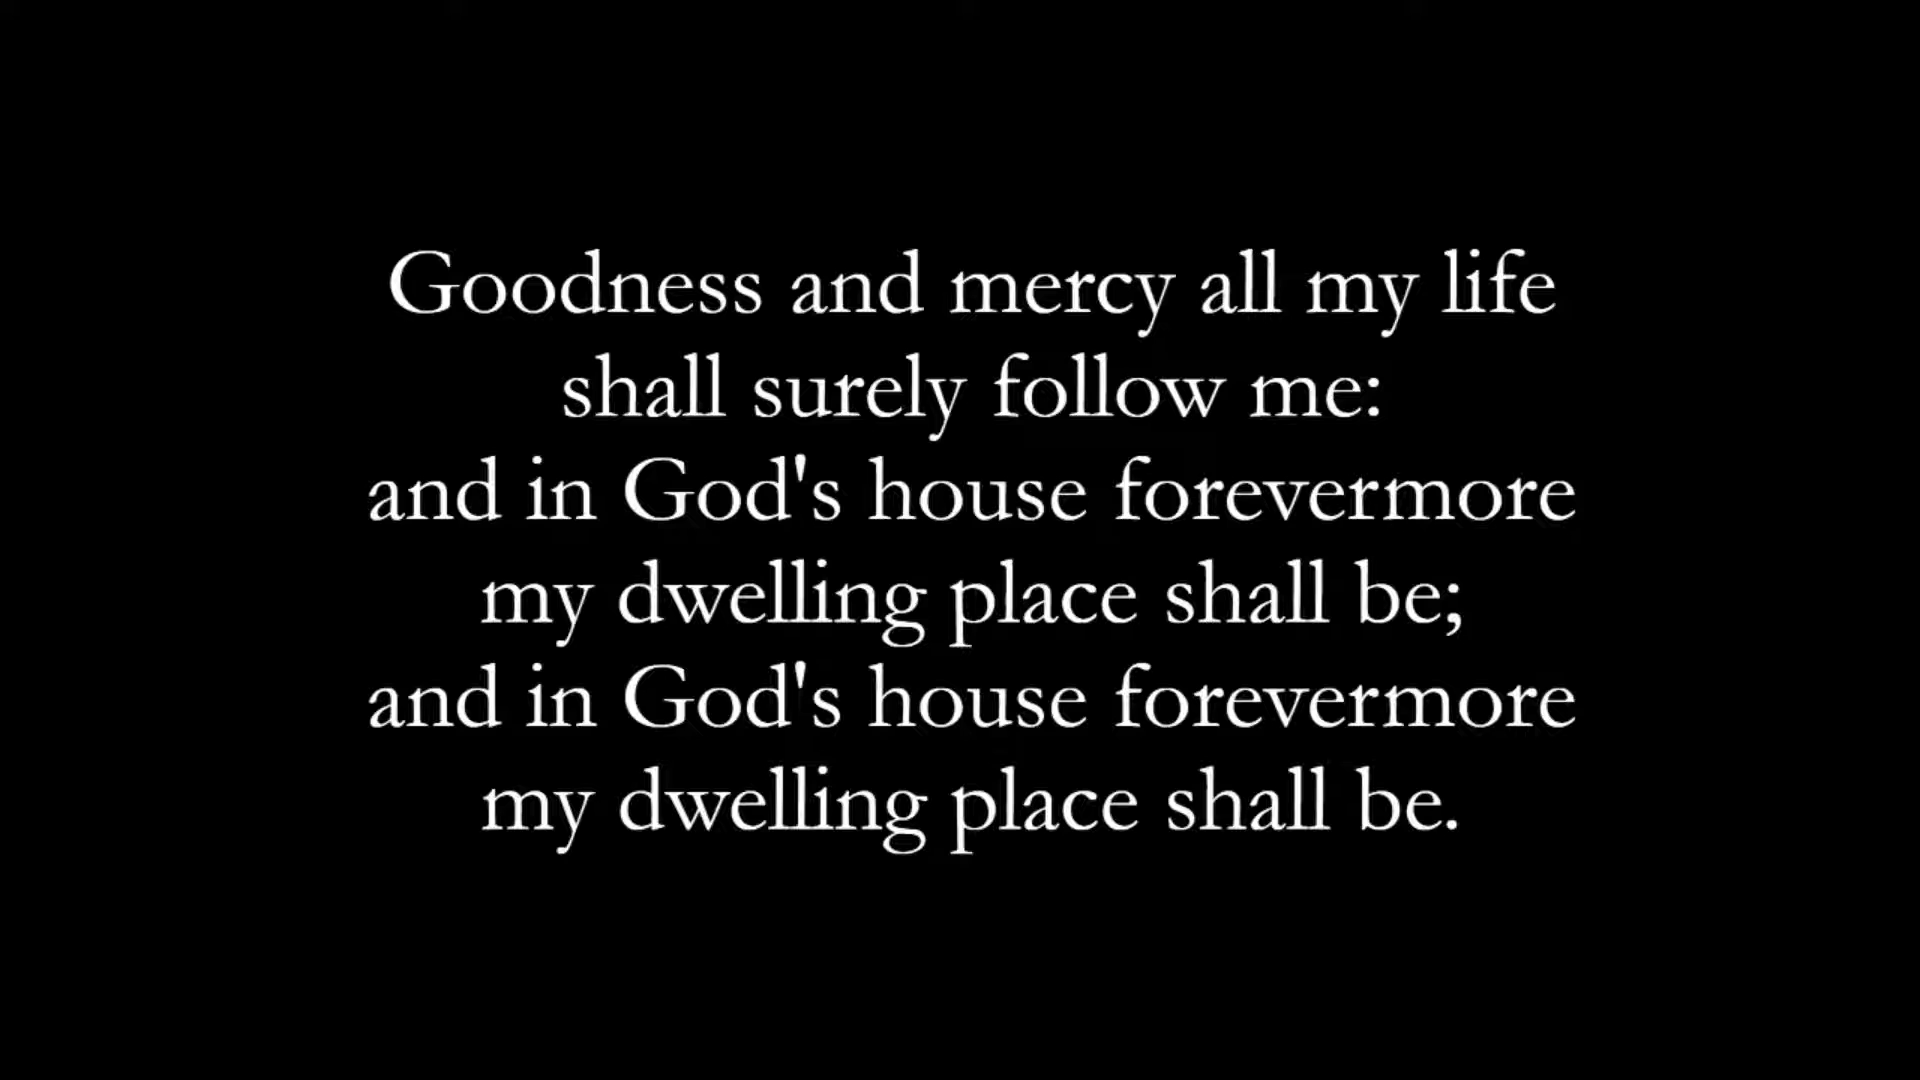 Goodness and mercy all my life
shall surely follow me:
and in God's house forevermore
my dwelling place shall be;
and in God's house forevermore
my dwelling place shall be.